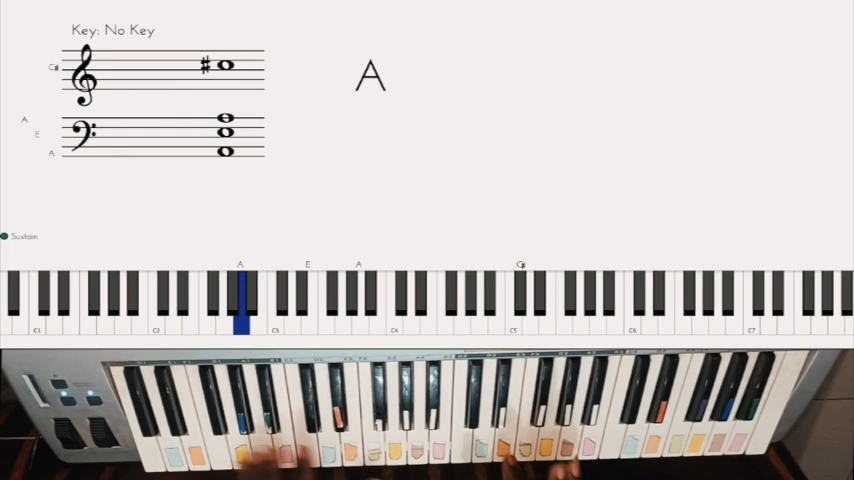 Key: No Key
C#
A
A
E
A
Sustain
A E A C#
C1 C2 C3 C4 C5 C6 C7